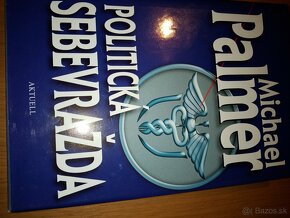 Michael
Palmer
POLITICKÁ
SEBEVRAŽDA
AKTUELL
© Bazos.sk